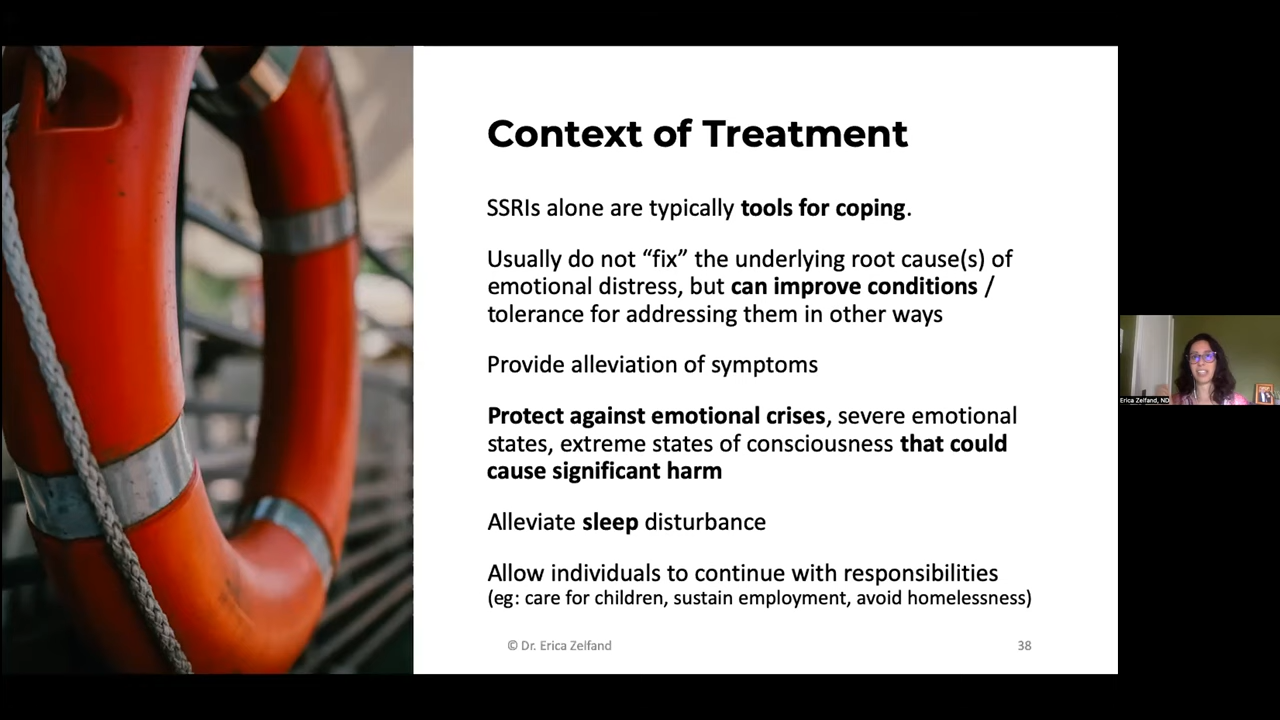 Context of Treatment
SSRIs alone are typically tools for coping.
Usually do not “fix” the underlying root cause(s) of
emotional distress, but can improve conditions /
tolerance for addressing them in other ways
Provide alleviation of symptoms
Protect against emotional crises, severe emotional
states, extreme states of consciousness that could
cause significant harm
Alleviate sleep disturbance
Allow individuals to continue with responsibilities
(eg: care for children, sustain employment, avoid homelessness)
© Dr. Erica Zelfand
38
Erica Zelfand, ND